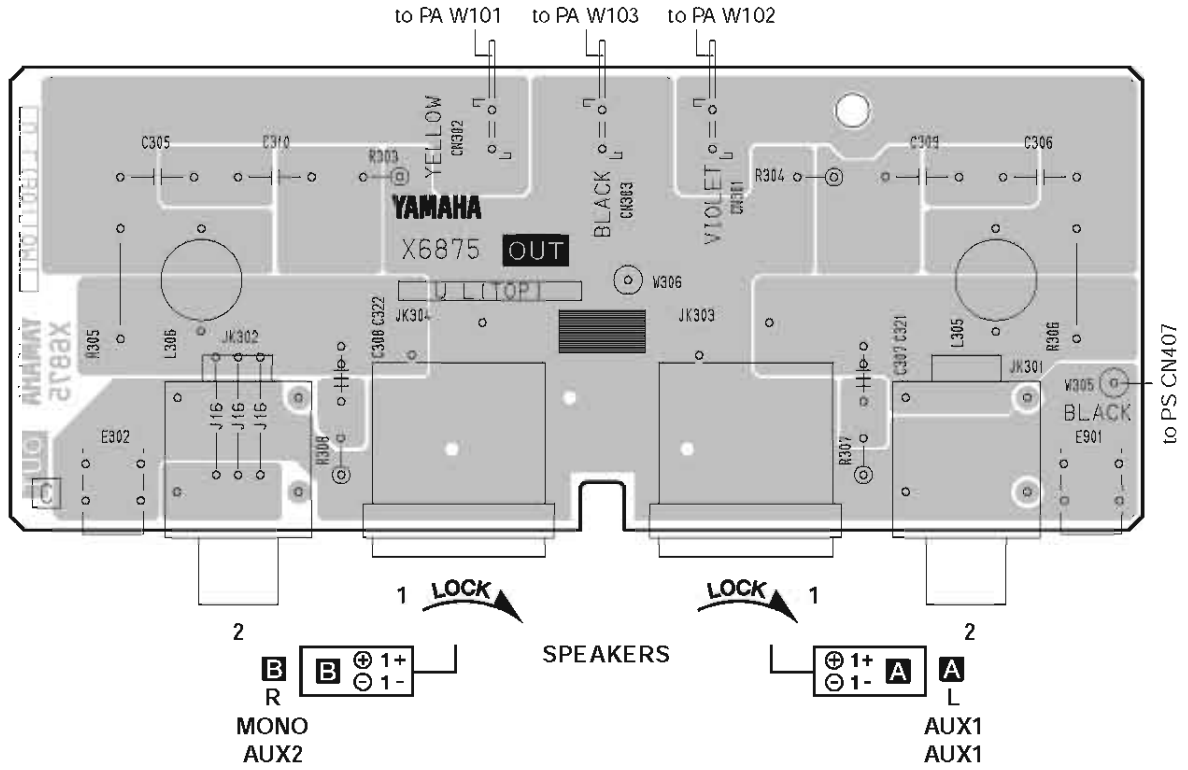 to PA W101 to PA W103 to PA W102
YELLOW
CN302
BLACK
CN303
VIOLET
CN301
C305
C310
R303
R304
C309
C306
YAMAHA
X6875 OUT
U L(TOP)
W306
JK304
JK303
R305
L306
JK302
C308 C322
C307 C321
L305
R306
JK301
W305
BLACK
to PS CN407
YAMAHA
X6875
E302
J16
J16
J16
R308
R307
E901
C
1 LOCK
LOCK 1
2
2
SPEAKERS
B
B ⊕ 1+
⊖ 1-
R
MONO
AUX2
⊕ 1+
⊖ 1- A
A
L
AUX1
AUX1